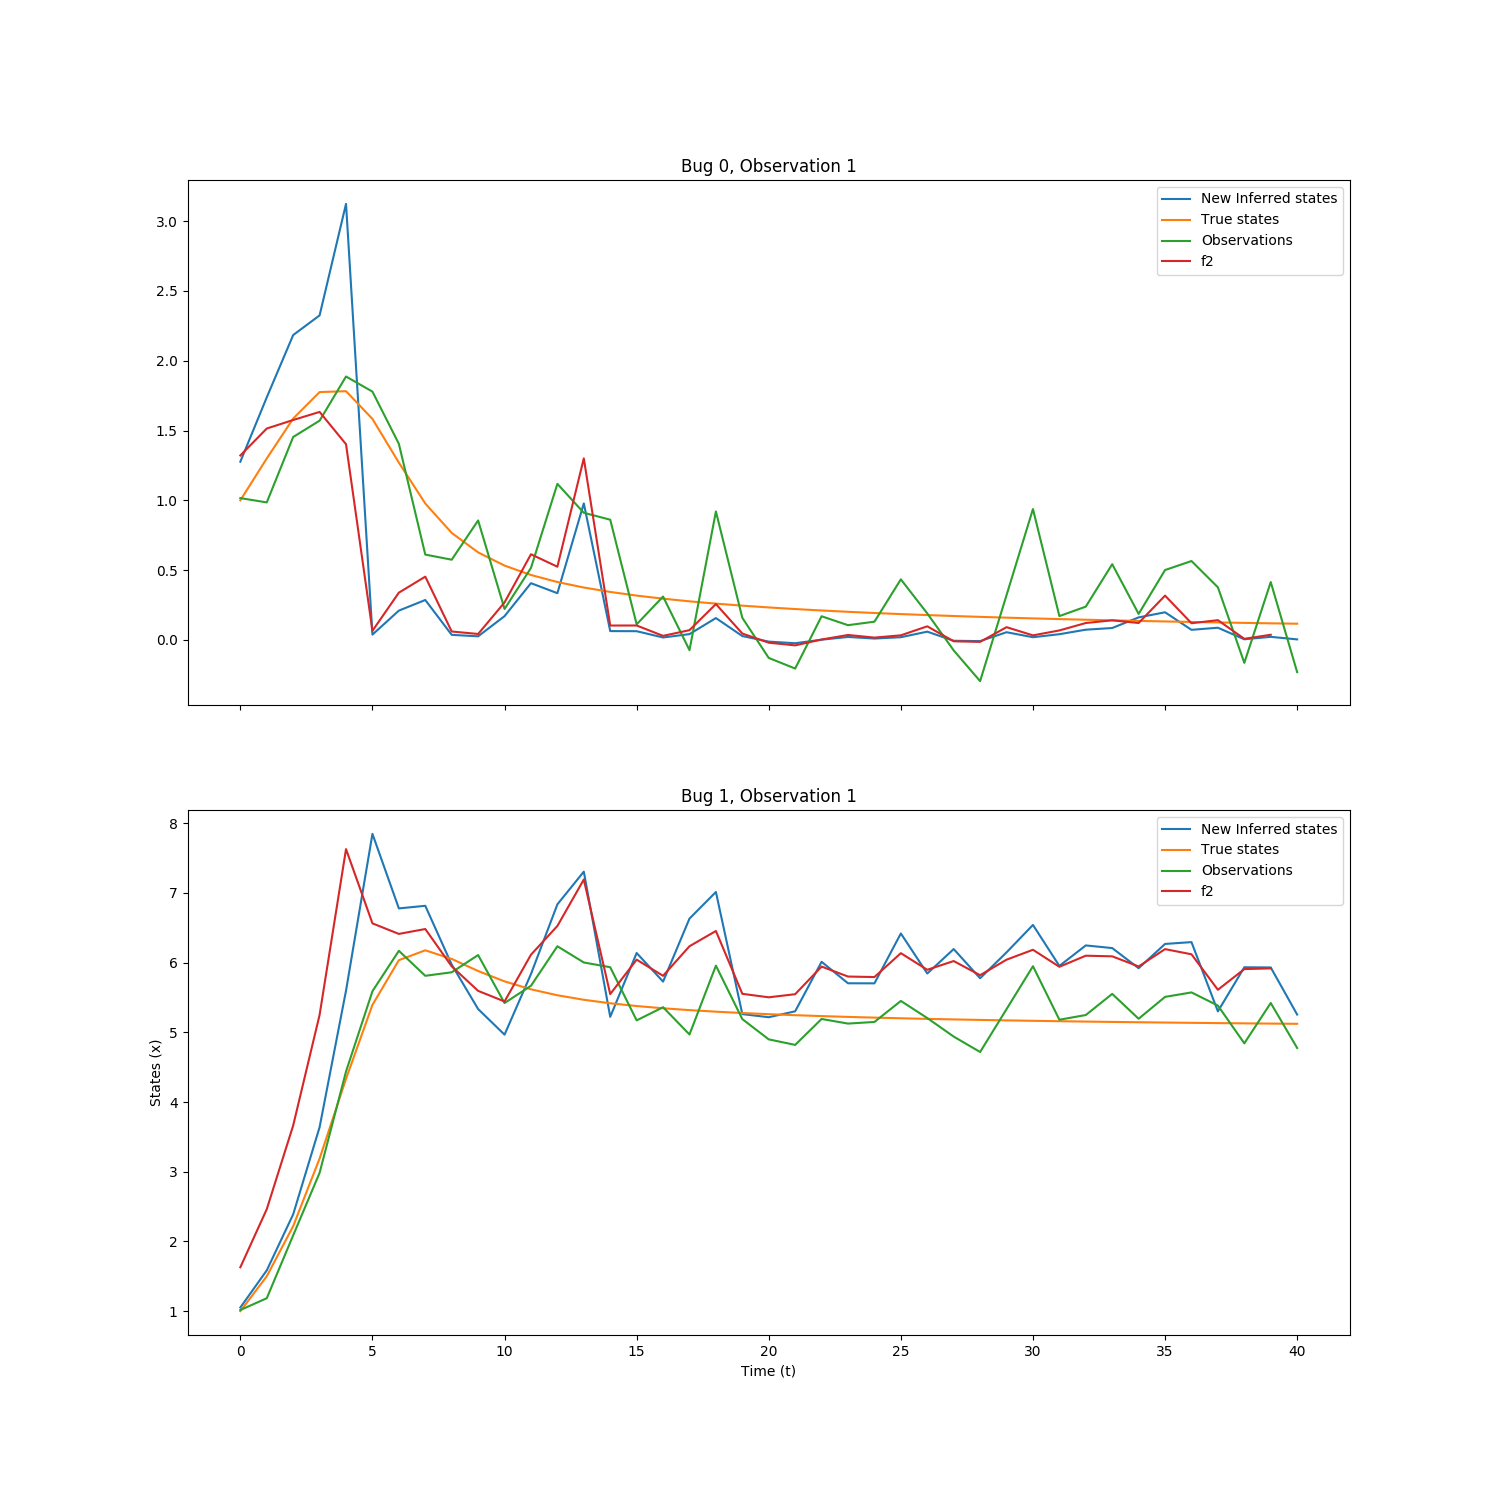 Bug 0, Observation 1
New Inferred states
True states
Observations
f2
3.0
2.5
2.0
1.5
1.0
0.5
0.0
Bug 1, Observation 1
New Inferred states
True states
Observations
f2
8
7
6
5
4
3
2
1
States (x)
0 5 10 15 20 25 30 35 40
Time (t)